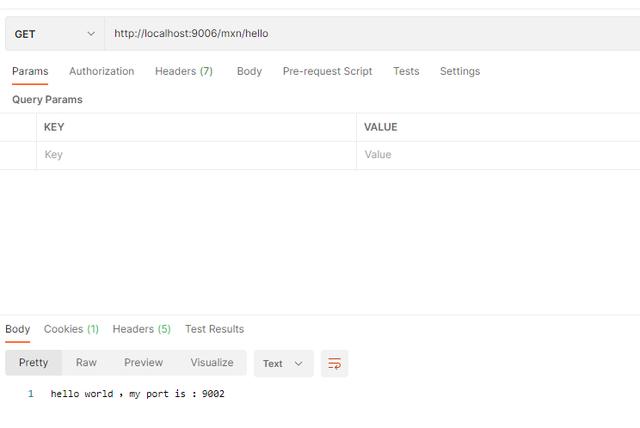 GET http://localhost:9006/mxn/hello
Params Authorization Headers (7) Body Pre-request Script Tests Settings
Query Params
KEY VALUE
Key Value
Body Cookies (1) Headers (5) Test Results
Pretty Raw Preview Visualize Text
1 hello world , my port is : 9002